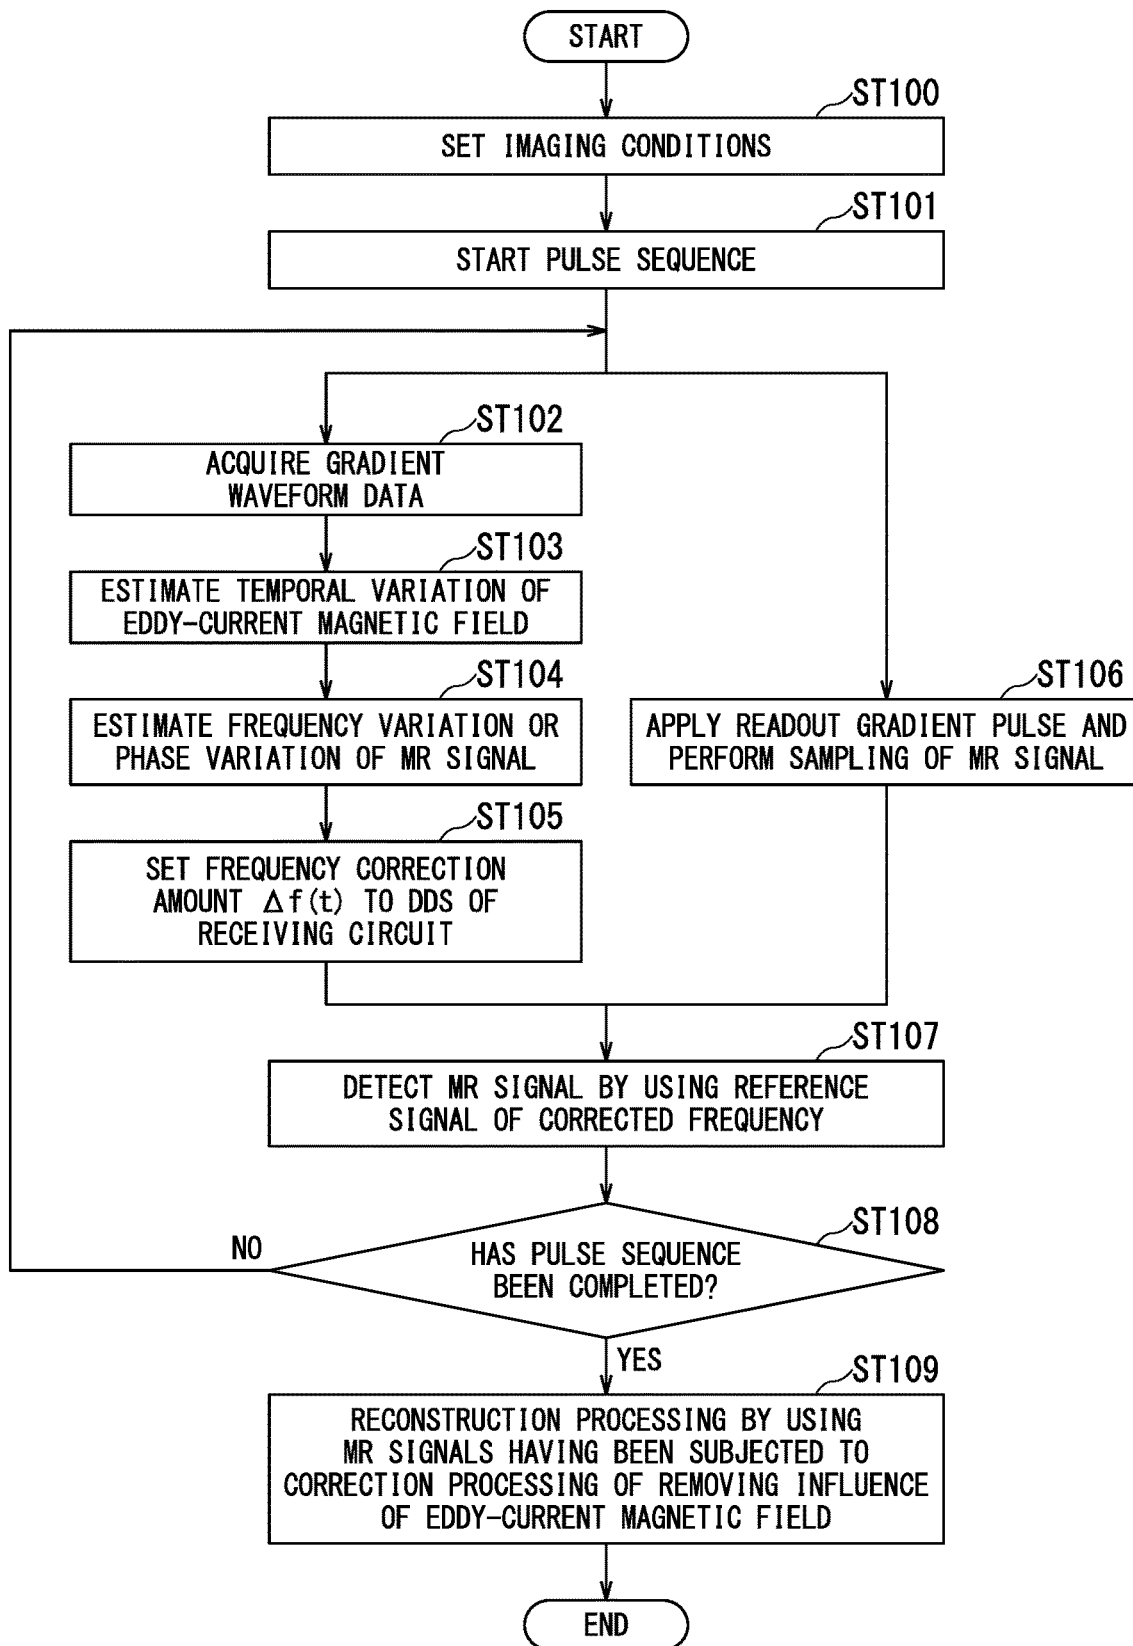 START
ST100
SET IMAGING CONDITIONS
ST101
START PULSE SEQUENCE
ST102
ACQUIRE GRADIENT
WAVEFORM DATA
ST103
ESTIMATE TEMPORAL VARIATION OF
EDDY-CURRENT MAGNETIC FIELD
ST104
ESTIMATE FREQUENCY VARIATION OR
PHASE VARIATION OF MR SIGNAL
ST105
SET FREQUENCY CORRECTION
AMOUNT Δf(t) TO DDS OF
RECEIVING CIRCUIT
ST106
APPLY READOUT GRADIENT PULSE AND
PERFORM SAMPLING OF MR SIGNAL
ST107
DETECT MR SIGNAL BY USING REFERENCE
SIGNAL OF CORRECTED FREQUENCY
ST108
HAS PULSE SEQUENCE
BEEN COMPLETED?
NO
YES
ST109
RECONSTRUCTION PROCESSING BY USING
MR SIGNALS HAVING BEEN SUBJECTED TO
CORRECTION PROCESSING OF REMOVING INFLUENCE
OF EDDY-CURRENT MAGNETIC FIELD
END